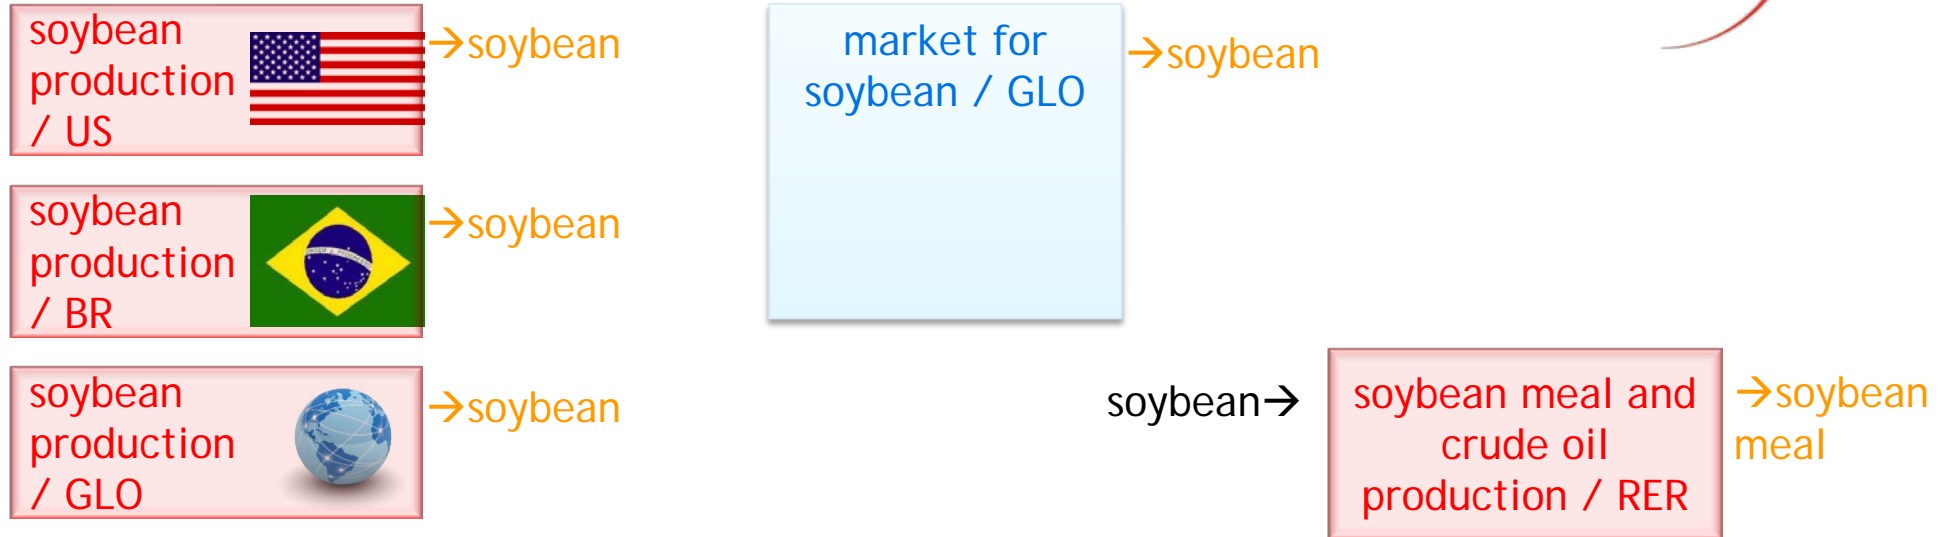 soybean
production
/ US
→soybean
market for
soybean / GLO
→soybean
soybean
production
/ BR
→soybean
soybean
production
/ GLO
→soybean
soybean→
soybean meal and
crude oil
production / RER
→soybean
meal